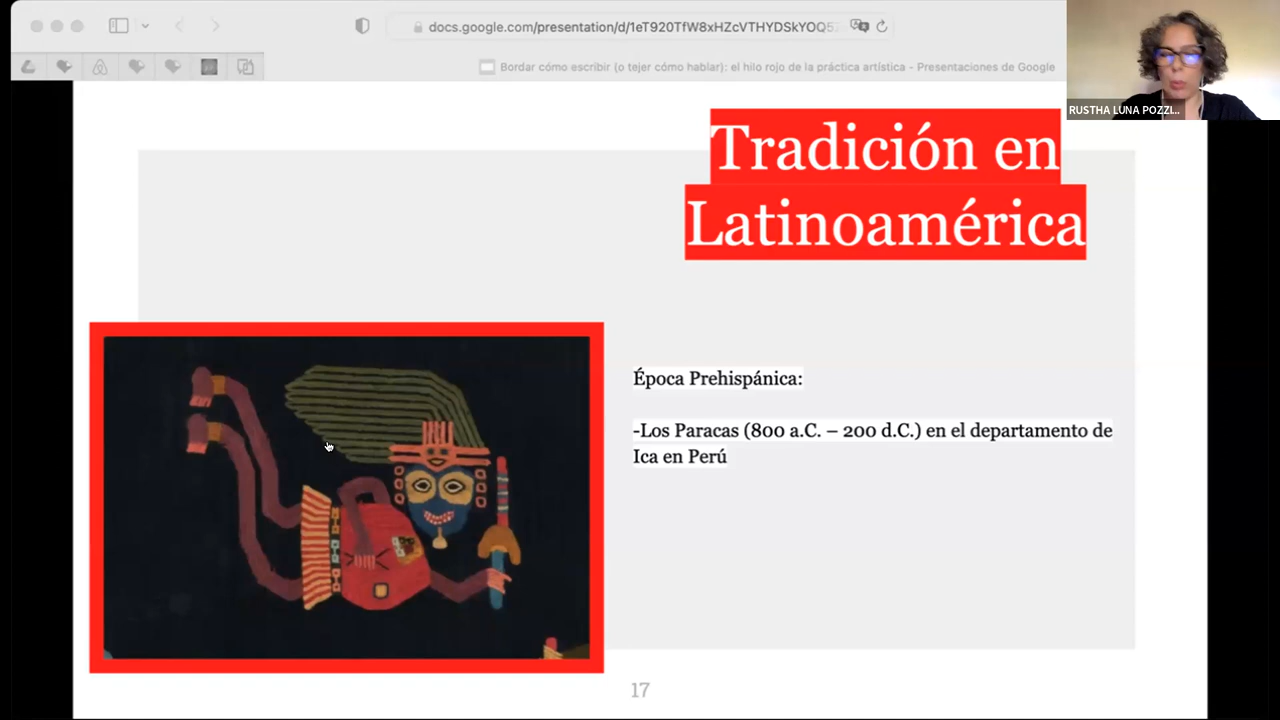 docs.google.com/presentation/d/1eT920TfW8xHZcVTHYDSkYOQ5
Bordar cómo escribir (o tejer cómo hablar): el hilo rojo de la práctica artística - Presentaciones de Google
RUSTHA LUNA POZZI...
Tradición en
Latinoamérica
Época Prehispánica:
-Los Paracas (800 a.C. – 200 d.C.) en el departamento de
Ica en Perú
17